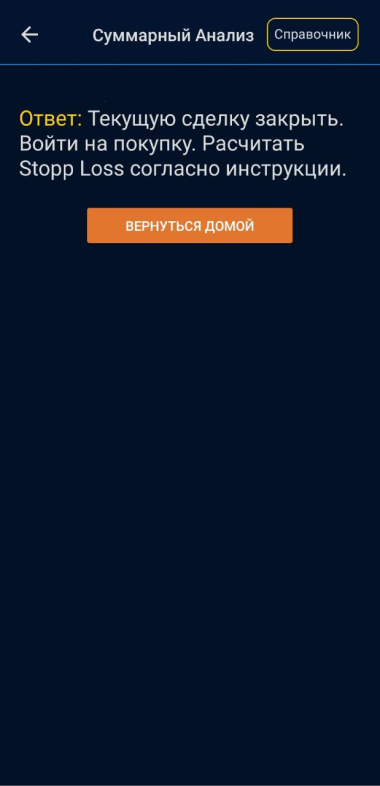 Суммарный Анализ
Справочник
Ответ: Текущую сделку закрыть.
Войти на покупку. Расчитать
Stopp Loss согласно инструкции.
ВЕРНУТЬСЯ ДОМОЙ